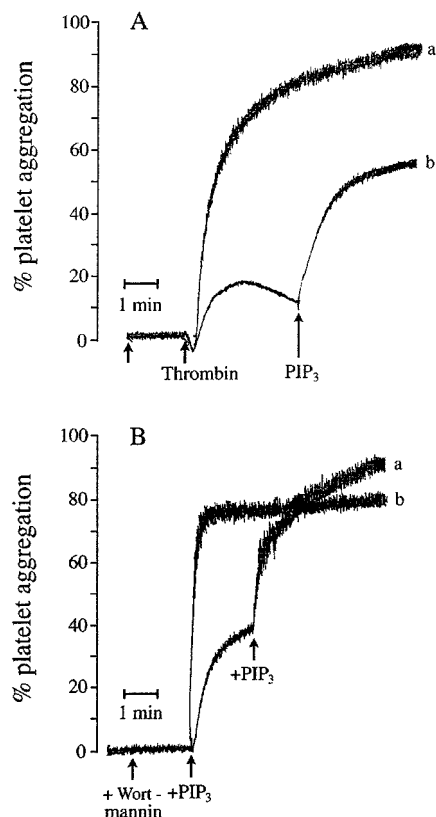 A
% platelet aggregation
100
80
60
40
20
0
a
b
1 min
Thrombin
PIP₃
B
% platelet aggregation
100
80
60
40
20
0
a
b
1 min
+PIP₃
+ Wort -
mannin
+PIP₃